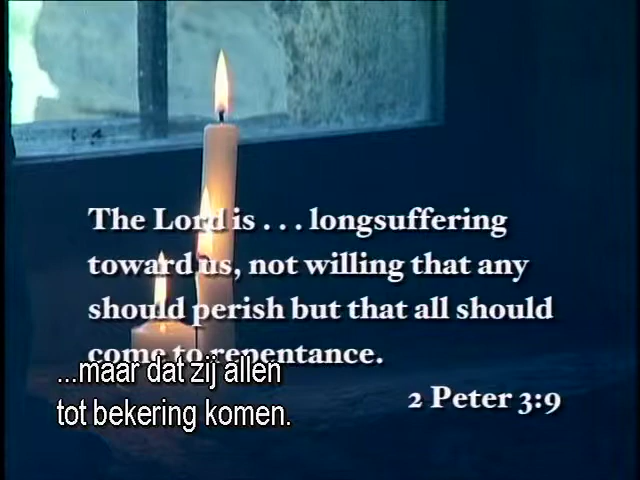 The Lord is . . . longsuffering
toward us, not willing that any
should perish but that all should
come to repentance.
...maar dat zij allen
tot bekering komen.
2 Peter 3:9